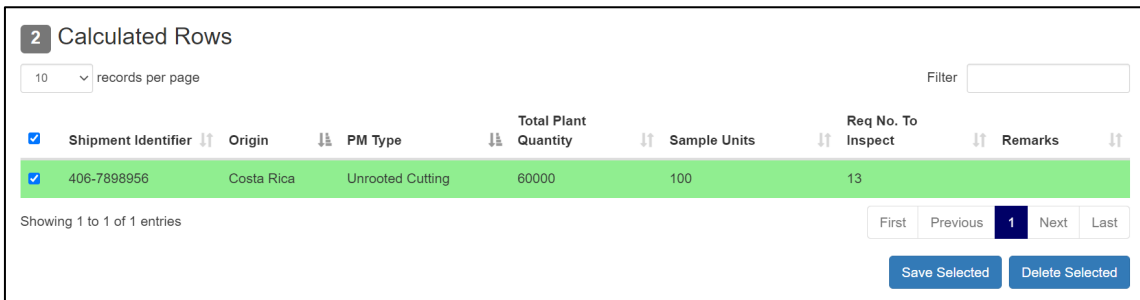 2 Calculated Rows
10 records per page Filter
Total Plant Req No. To
Shipment Identifier Origin PM Type Quantity Sample Units Inspect Remarks
406-7898956 Costa Rica Unrooted Cutting 60000 100 13
Showing 1 to 1 of 1 entries First Previous 1 Next Last
Save Selected Delete Selected